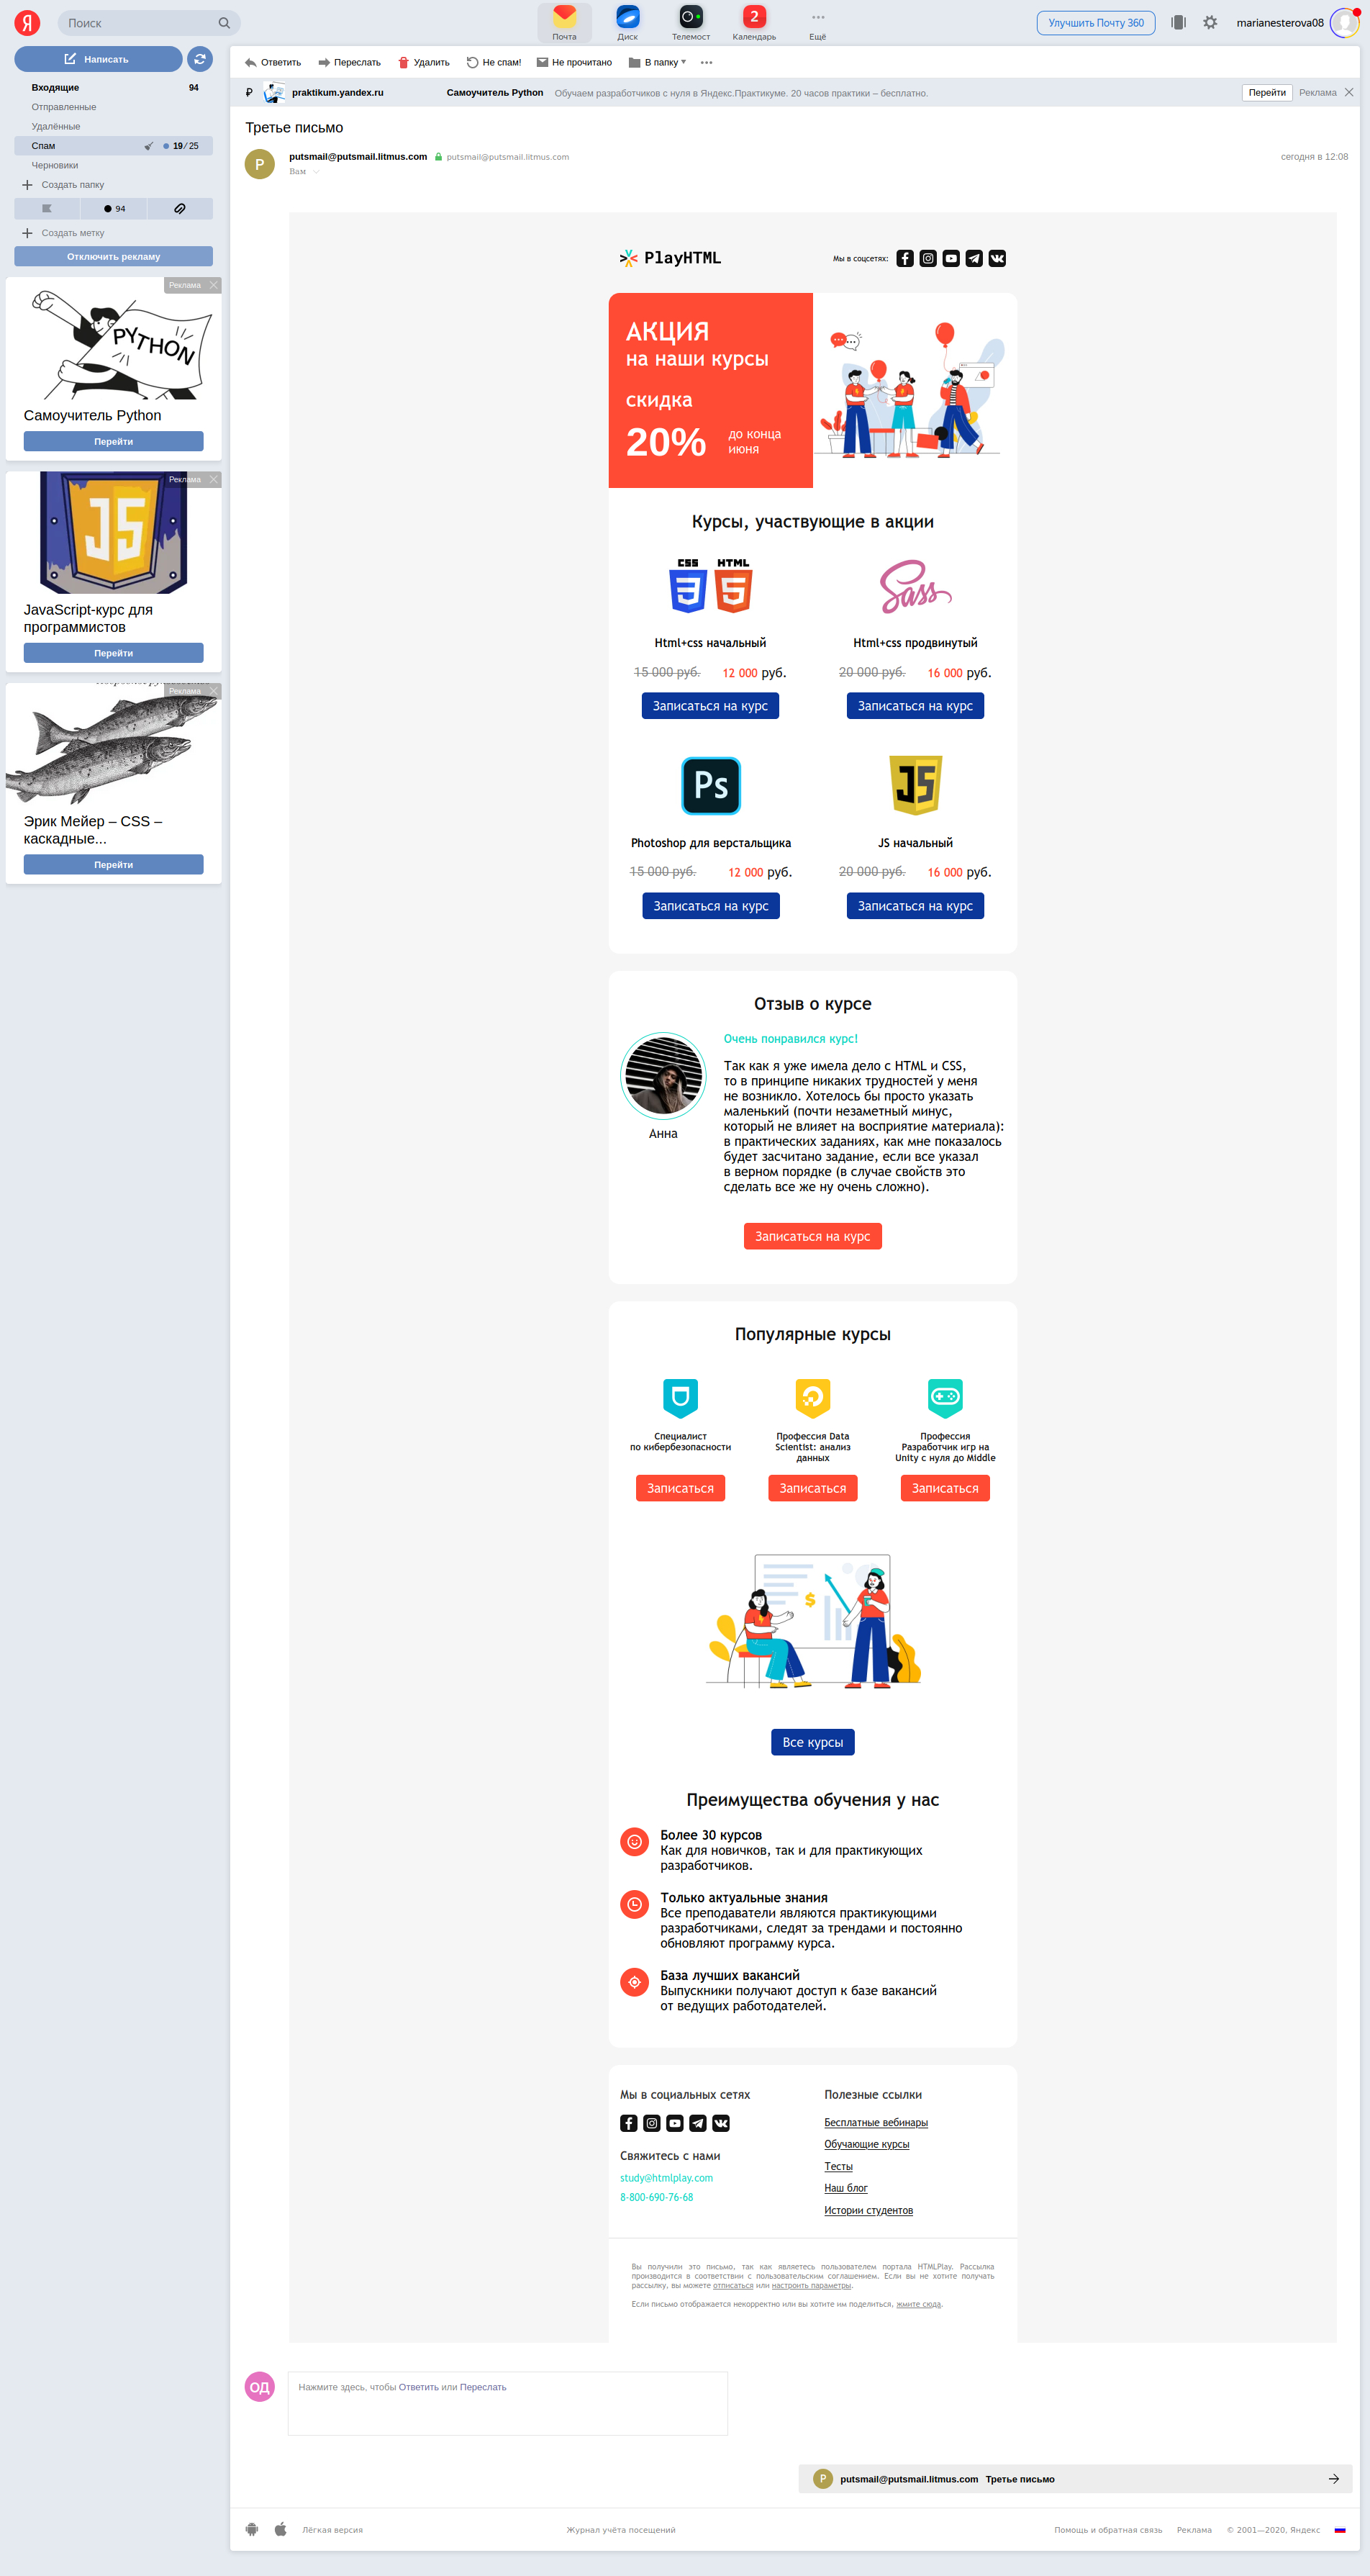 Я
Поиск
Почта
Диск
Телемост
2
Календарь
Ещё
Улучшить Почту 360
marianesterova08
Написать
Ответить
Переслать
Удалить
Не спам!
Не прочитано
В папку
Входящие 94
Отправленные
Удалённые
Спам 19 / 25
Черновики
Создать папку
94
Создать метку
Отключить рекламу
Реклама
PYTHON
Самоучитель Python
Перейти
Реклама
JS
JavaScript-курс для
программистов
Перейти
Реклама
Эрик Мейер – CSS –
каскадные...
Перейти
₽ praktikum.yandex.ru Самоучитель Python Обучаем разработчиков с нуля в Яндекс.Практикуме. 20 часов практики – бесплатно. Перейти Реклама
Третье письмо
P
putsmail@putsmail.litmus.com putsmail@putsmail.litmus.com сегодня в 12:08
Вам
PlayHTML
Мы в соцсетях:
АКЦИЯ
на наши курсы
скидка
20% до конца
июня
Курсы, участвующие в акции
CSS HTML
3 5
Sass
Html+css начальный
15 000 руб. 12 000 руб.
Записаться на курс
Html+css продвинутый
20 000 руб. 16 000 руб.
Записаться на курс
Ps
Photoshop для верстальщика
15 000 руб. 12 000 руб.
Записаться на курс
JS
JS начальный
20 000 руб. 16 000 руб.
Записаться на курс
Отзыв о курсе
Анна
Очень понравился курс!
Так как я уже имела дело с HTML и CSS,
то в принципе никаких трудностей у меня
не возникло. Хотелось бы просто указать
маленький (почти незаметный минус,
который не влияет на восприятие материала):
в практических заданиях, как мне показалось
будет засчитано задание, если все указал
в верном порядке (в случае свойств это
сделать все же ну очень сложно).
Записаться на курс
Популярные курсы
Специалист
по кибербезопасности
Записаться
Профессия Data
Scientist: анализ
данных
Записаться
Профессия
Разработчик игр на
Unity с нуля до Middle
Записаться
$
Все курсы
Преимущества обучения у нас
Более 30 курсов
Как для новичков, так и для практикующих
разработчиков.
Только актуальные знания
Все преподаватели являются практикующими
разработчиками, следят за трендами и постоянно
обновляют программу курса.
База лучших вакансий
Выпускники получают доступ к базе вакансий
от ведущих работодателей.
Мы в социальных сетях
Свяжитесь с нами
study@htmlplay.com
8-800-690-76-68
Полезные ссылки
Бесплатные вебинары
Обучающие курсы
Тесты
Наш блог
Истории студентов
Вы получили это письмо, так как являетесь пользователем портала HTMLPlay. Рассылка
производится в соответствии с пользовательским соглашением. Если вы не хотите получать
рассылку, вы можете отписаться или настроить параметры.
Если письмо отображается некорректно или вы хотите им поделиться, жмите сюда.
ОД
Нажмите здесь, чтобы Ответить или Переслать
P putsmail@putsmail.litmus.com Третье письмо
Лёгкая версия
Журнал учёта посещений
Помощь и обратная связь
Реклама
© 2001—2020, Яндекс